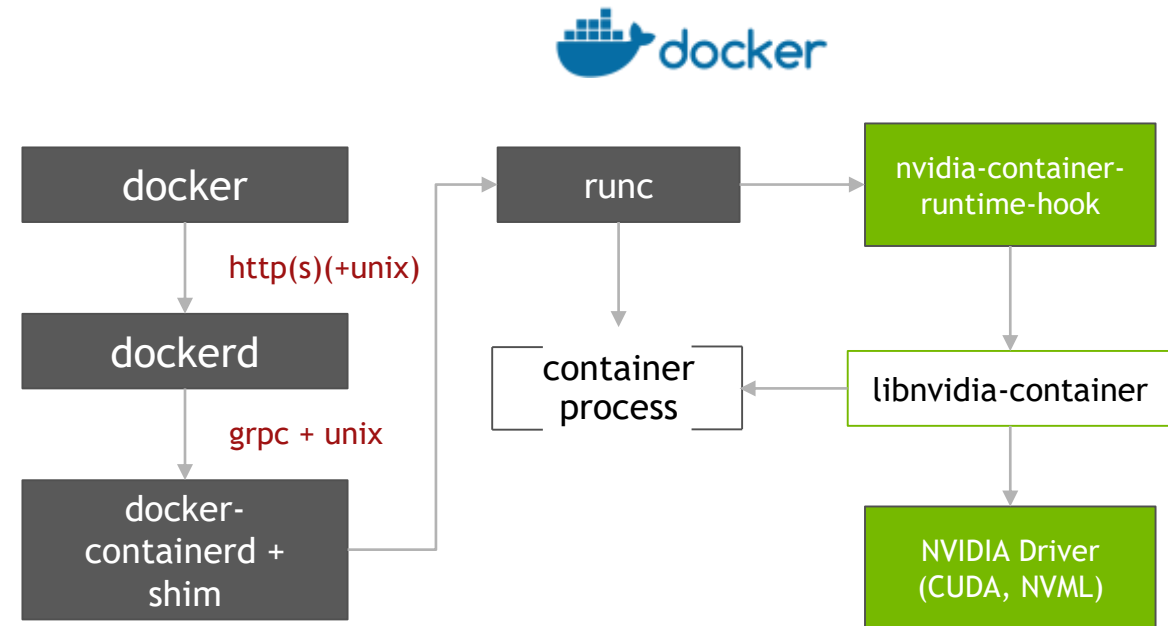 docker
docker
http(s)(+unix)
dockerd
grpc + unix
docker-
containerd +
shim
runc
container
process
nvidia-container-
runtime-hook
libnvidia-container
NVIDIA Driver
(CUDA, NVML)